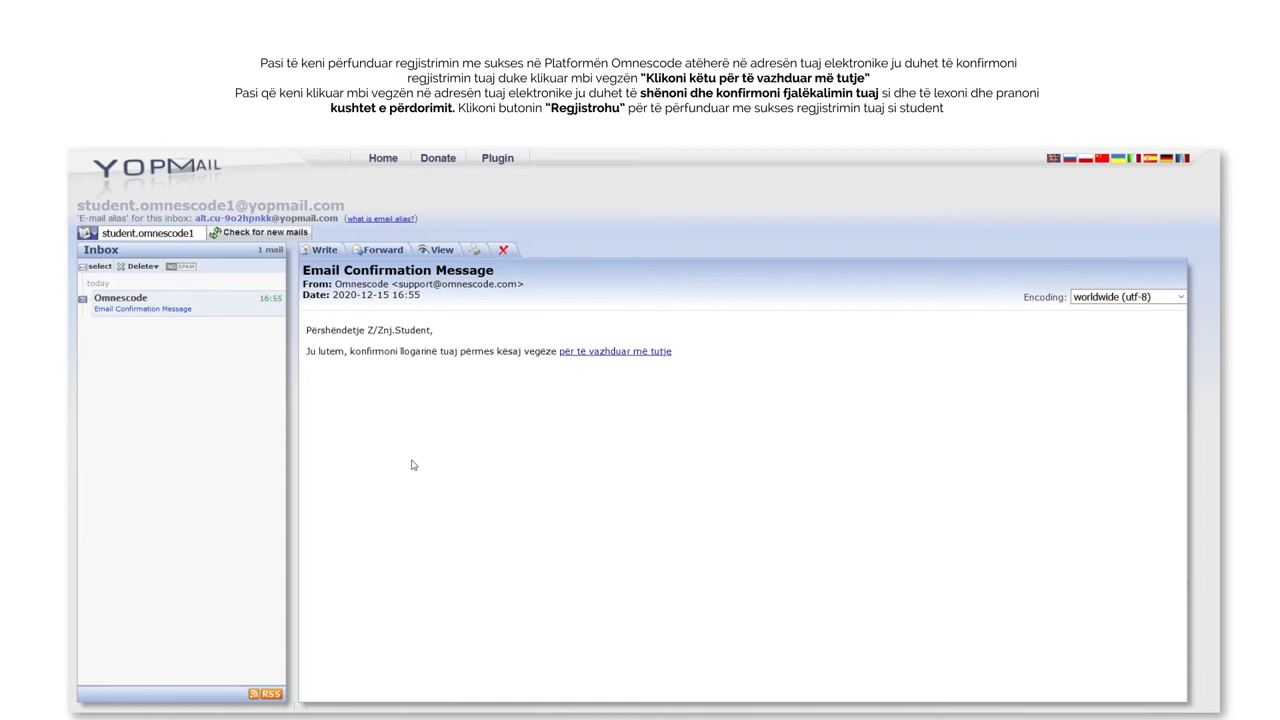 Pasi të keni përfunduar regjistrimin me sukses në Platformën Omnescode atëherë në adresën tuaj elektronike ju duhet të konfirmoni
regjistrimin tuaj duke klikuar mbi vegzën "Klikoni këtu për të vazhduar më tutje"
Pasi që keni klikuar mbi vegzën në adresën tuaj elektronike ju duhet të shënoni dhe konfirmoni fjalëkalimin tuaj si dhe të lexoni dhe pranoni
kushtet e përdorimit. Klikoni butonin "Regjistrohu" për të përfunduar me sukses regjistrimin tuaj si student
YOPMAIL
Home Donate Plugin
student.omnescode1@yopmail.com
'E-mail alias' for this inbox: alt.cu-9o2hpnkk@yopmail.com (what is email alias?)
student.omnescode1 Check for new mails
Inbox 1 mail
Write Forward View
select Delete NO SPAM
today
Omnescode 16:55
Email Confirmation Message
Email Confirmation Message
From: Omnescode <support@omnescode.com>
Date: 2020-12-15 16:55
Encoding: worldwide (utf-8)
Përshëndetje Z/Znj.Student,
Ju lutem, konfirmoni llogarinë tuaj përmes kësaj vegëze për të vazhduar më tutje
RSS